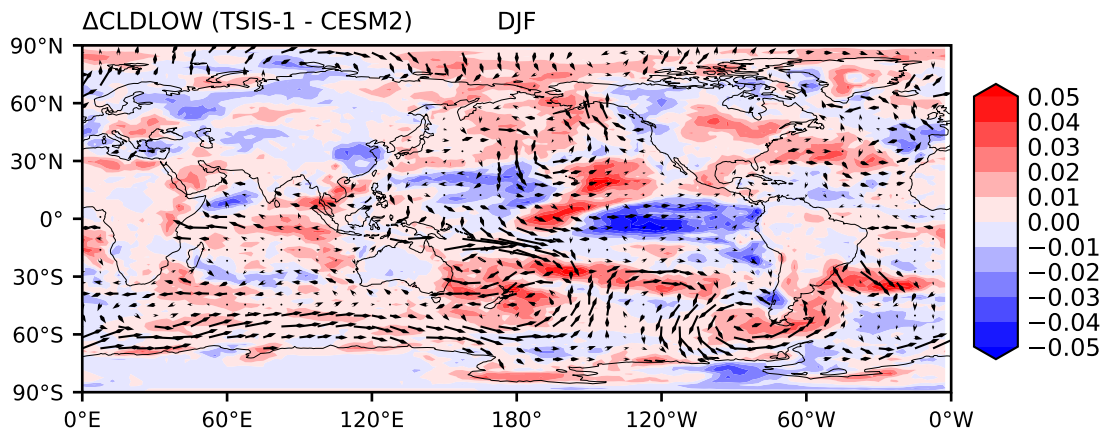 ΔCLDLOW (TSIS-1 - CESM2) DJF
90°N
60°N
30°N
0°
30°S
60°S
90°S
0°E 60°E 120°E 180° 120°W 60°W 0°W
0.05
0.04
0.03
0.02
0.01
0.00
−0.01
−0.02
−0.03
−0.04
−0.05